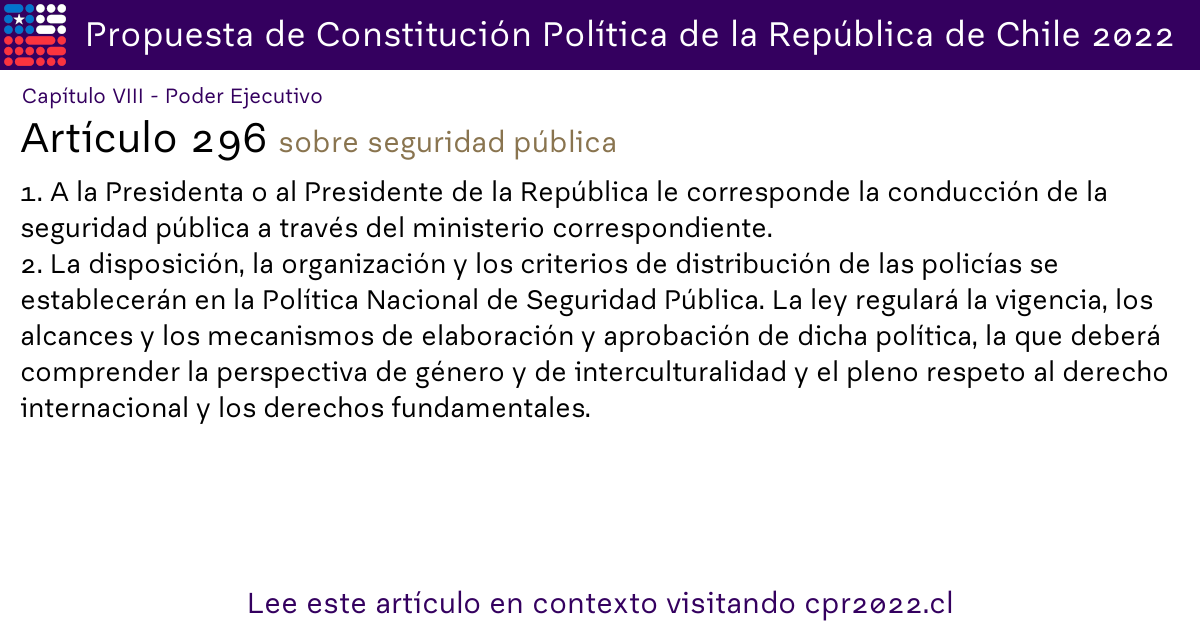 Propuesta de Constitución Política de la República de Chile 2022
Capítulo VIII - Poder Ejecutivo
Artículo 296 sobre seguridad pública
1. A la Presidenta o al Presidente de la República le corresponde la conducción de la
seguridad pública a través del ministerio correspondiente.
2. La disposición, la organización y los criterios de distribución de las policías se
establecerán en la Política Nacional de Seguridad Pública. La ley regulará la vigencia, los
alcances y los mecanismos de elaboración y aprobación de dicha política, la que deberá
comprender la perspectiva de género y de interculturalidad y el pleno respeto al derecho
internacional y los derechos fundamentales.
Lee este artículo en contexto visitando cpr2022.cl